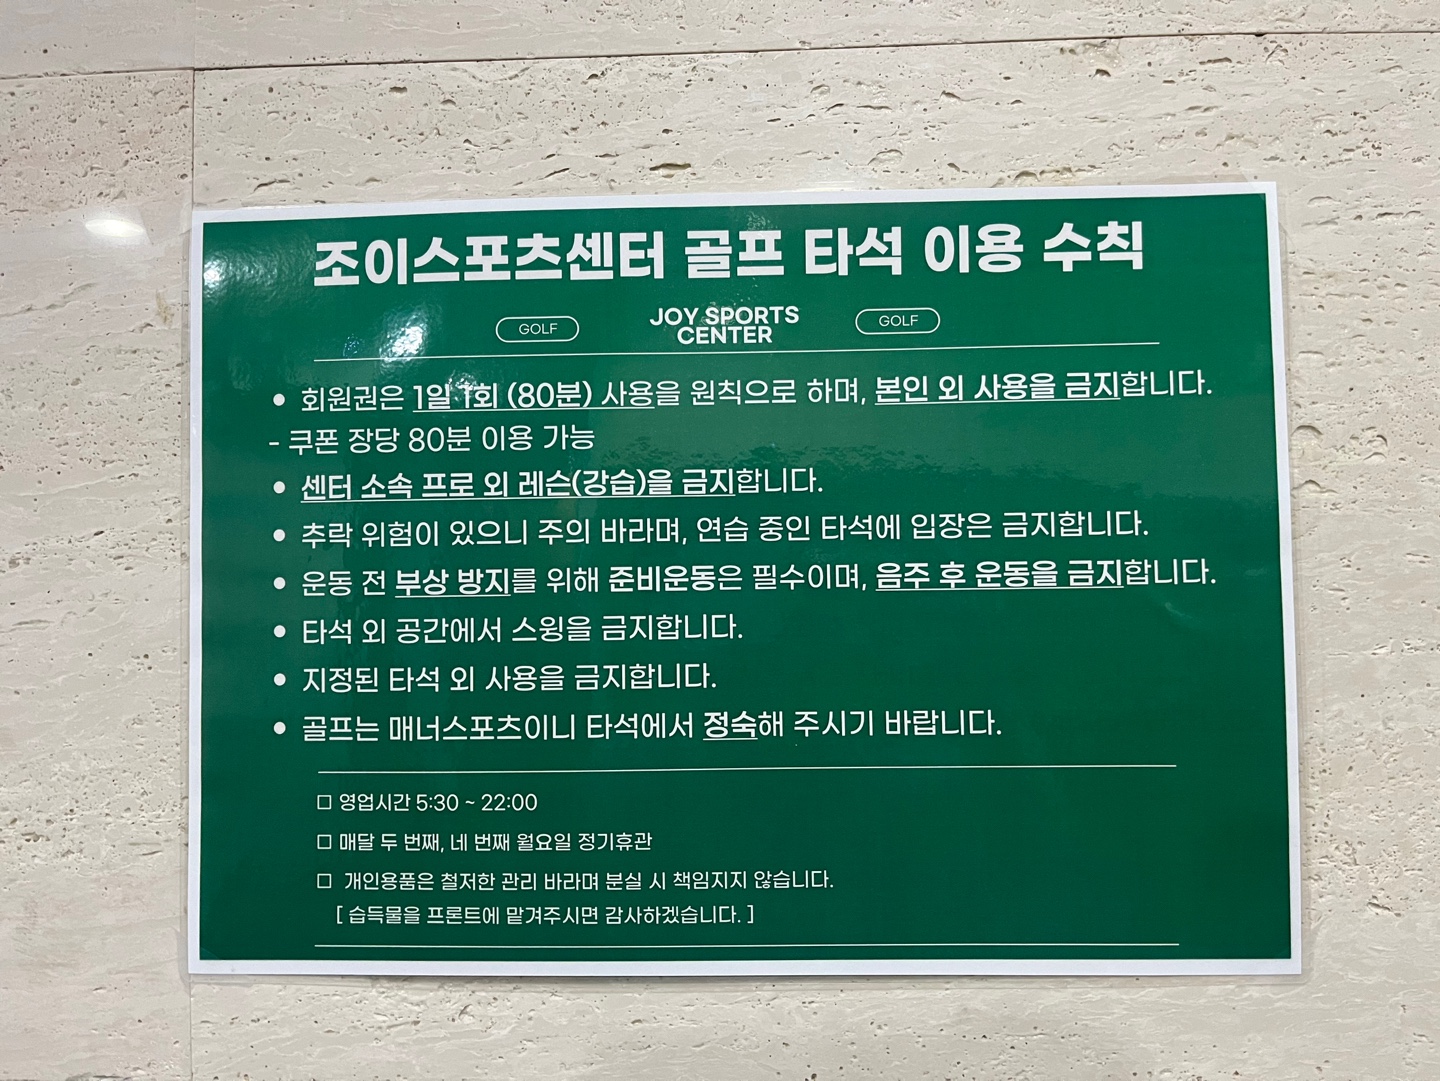 조이스포츠센터 골프 타석 이용 수칙
GOLF JOY SPORTS CENTER GOLF
• 회원권은 1일 1회 (80분) 사용을 원칙으로 하며, 본인 외 사용을 금지합니다.
- 쿠폰 장당 80분 이용 가능
• 센터 소속 프로 외 레슨(강습)을 금지합니다.
• 추락 위험이 있으니 주의 바라며, 연습 중인 타석에 입장은 금지합니다.
• 운동 전 부상 방지를 위해 준비운동은 필수이며, 음주 후 운동을 금지합니다.
• 타석 외 공간에서 스윙을 금지합니다.
• 지정된 타석 외 사용을 금지합니다.
• 골프는 매너스포츠이니 타석에서 정숙해 주시기 바랍니다.
□ 영업시간 5:30 ~ 22:00
□ 매달 두 번째, 네 번째 월요일 정기휴관
□ 개인용품은 철저한 관리 바라며 분실 시 책임지지 않습니다.
[ 습득물을 프론트에 맡겨주시면 감사하겠습니다. ]